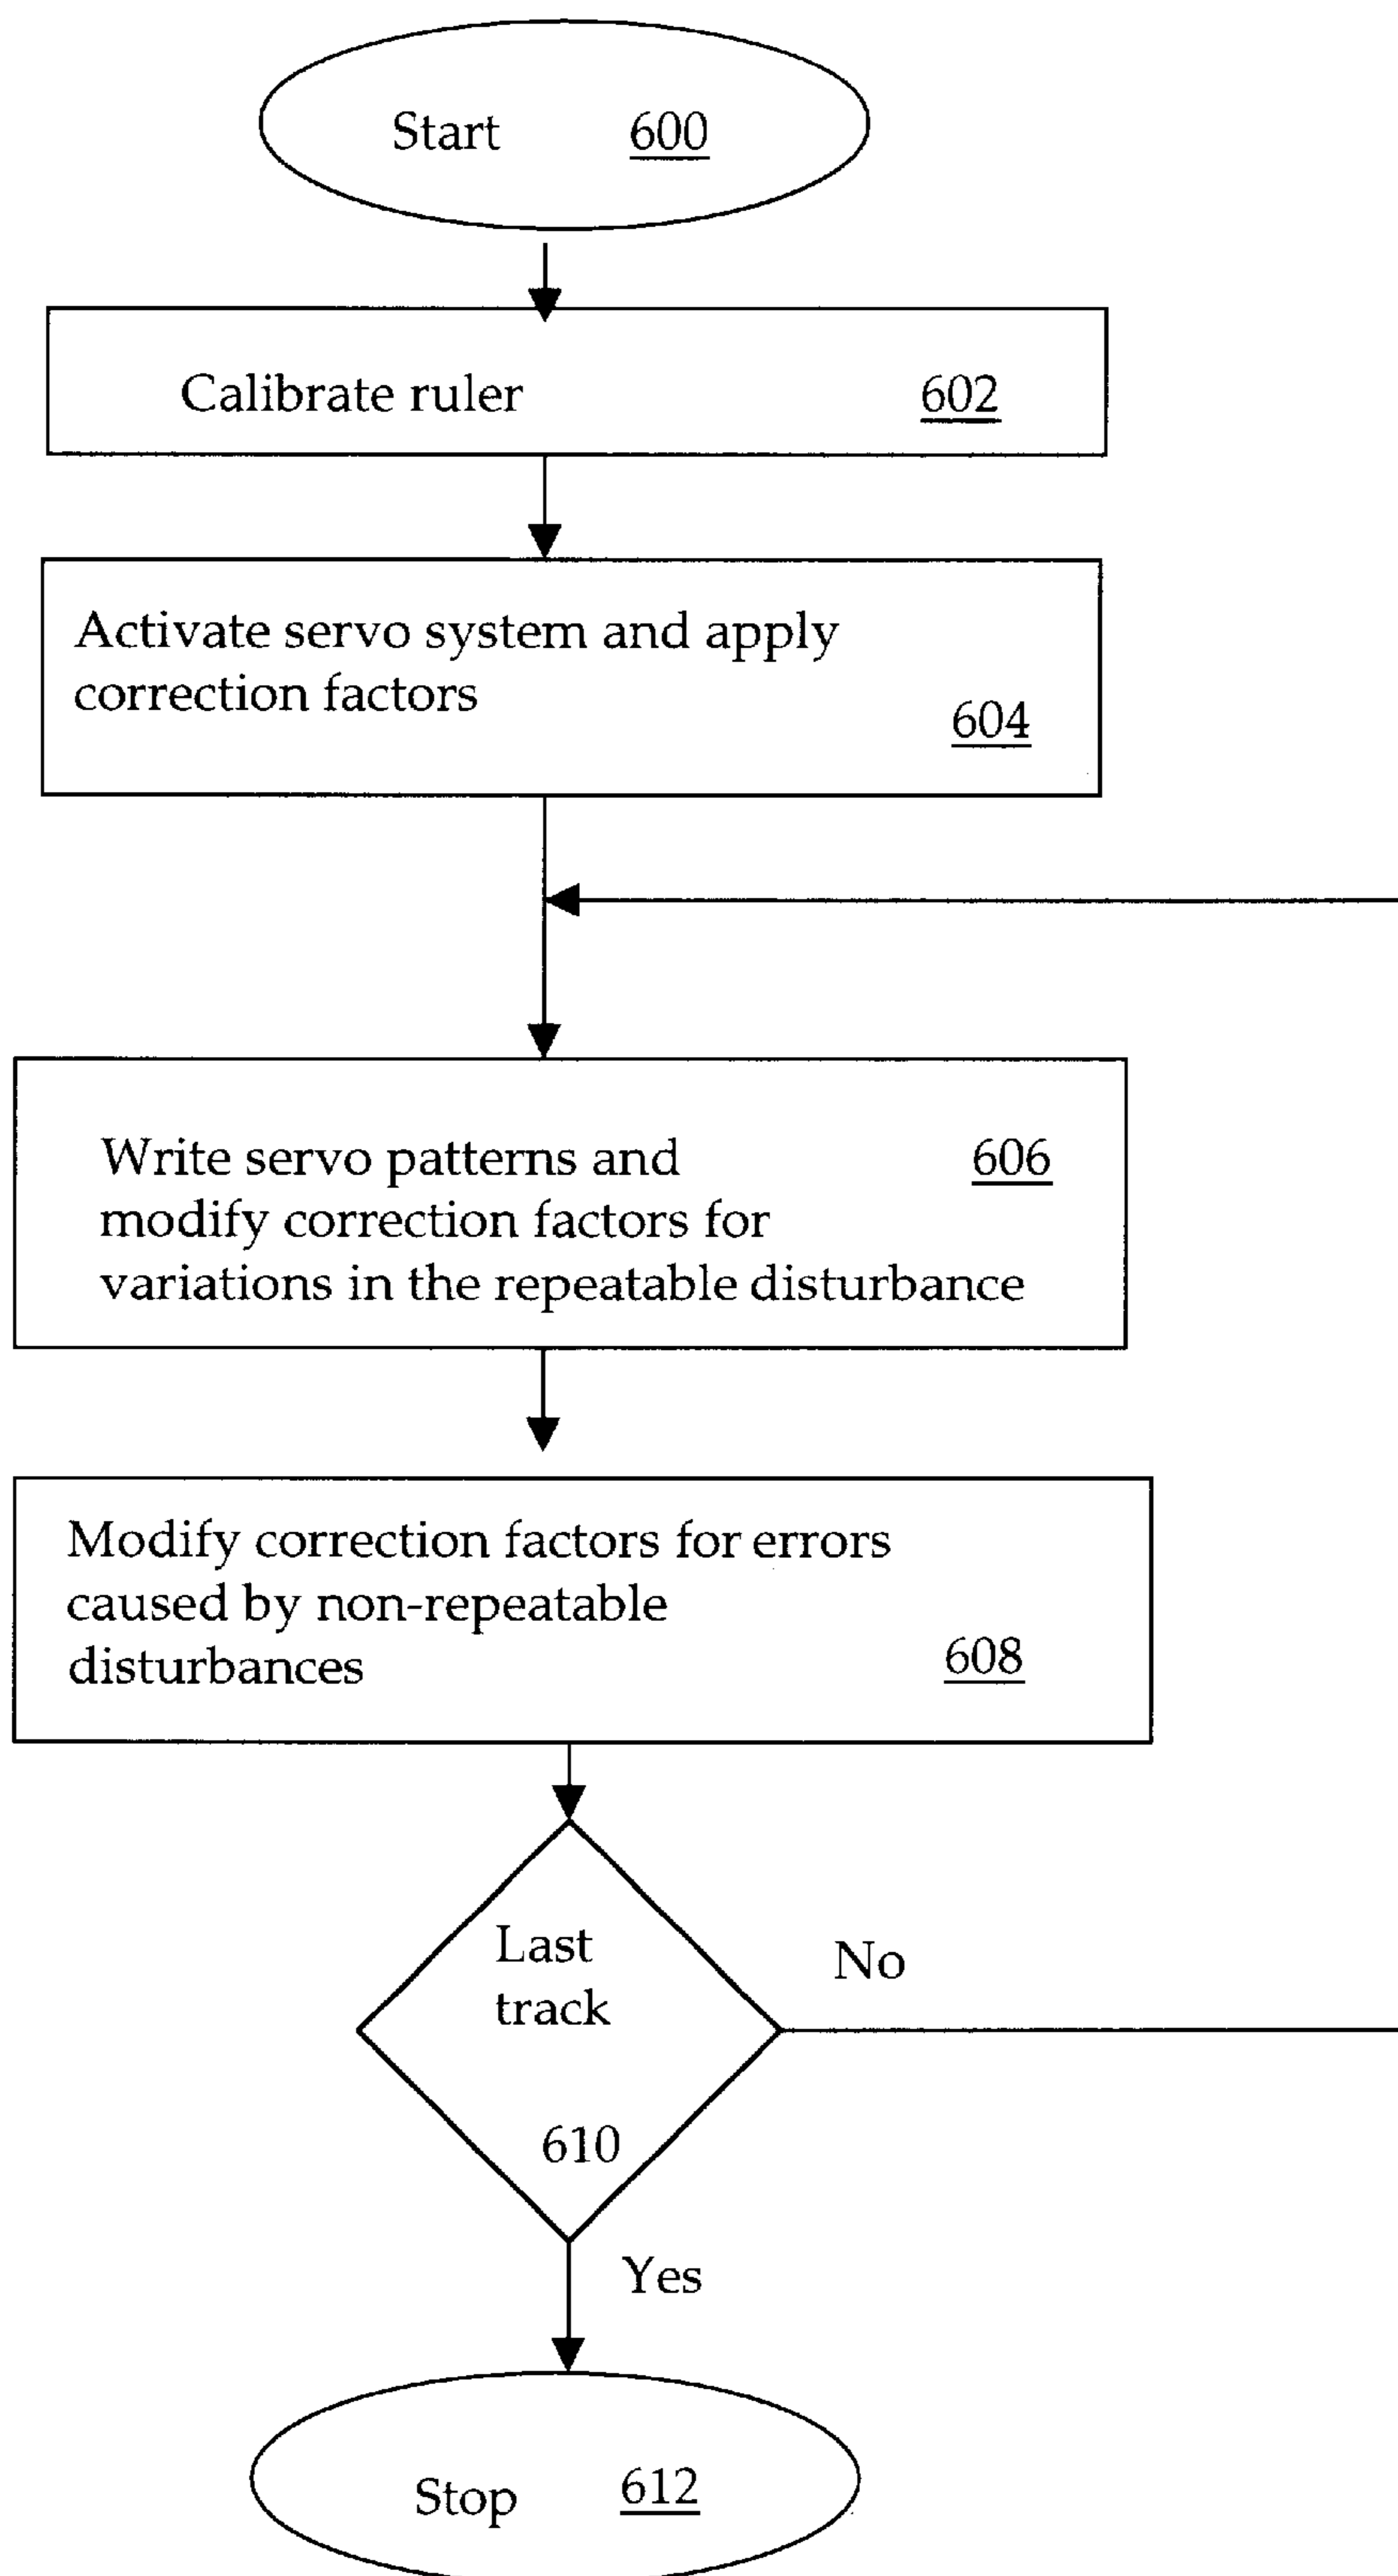 Start 600
Calibrate ruler 602
Activate servo system and apply
correction factors
604
Write servo patterns and 606
modify correction factors for
variations in the repeatable disturbance
Modify correction factors for errors
caused by non-repeatable
disturbances 608
Last
track
No
610
Yes
Stop 612